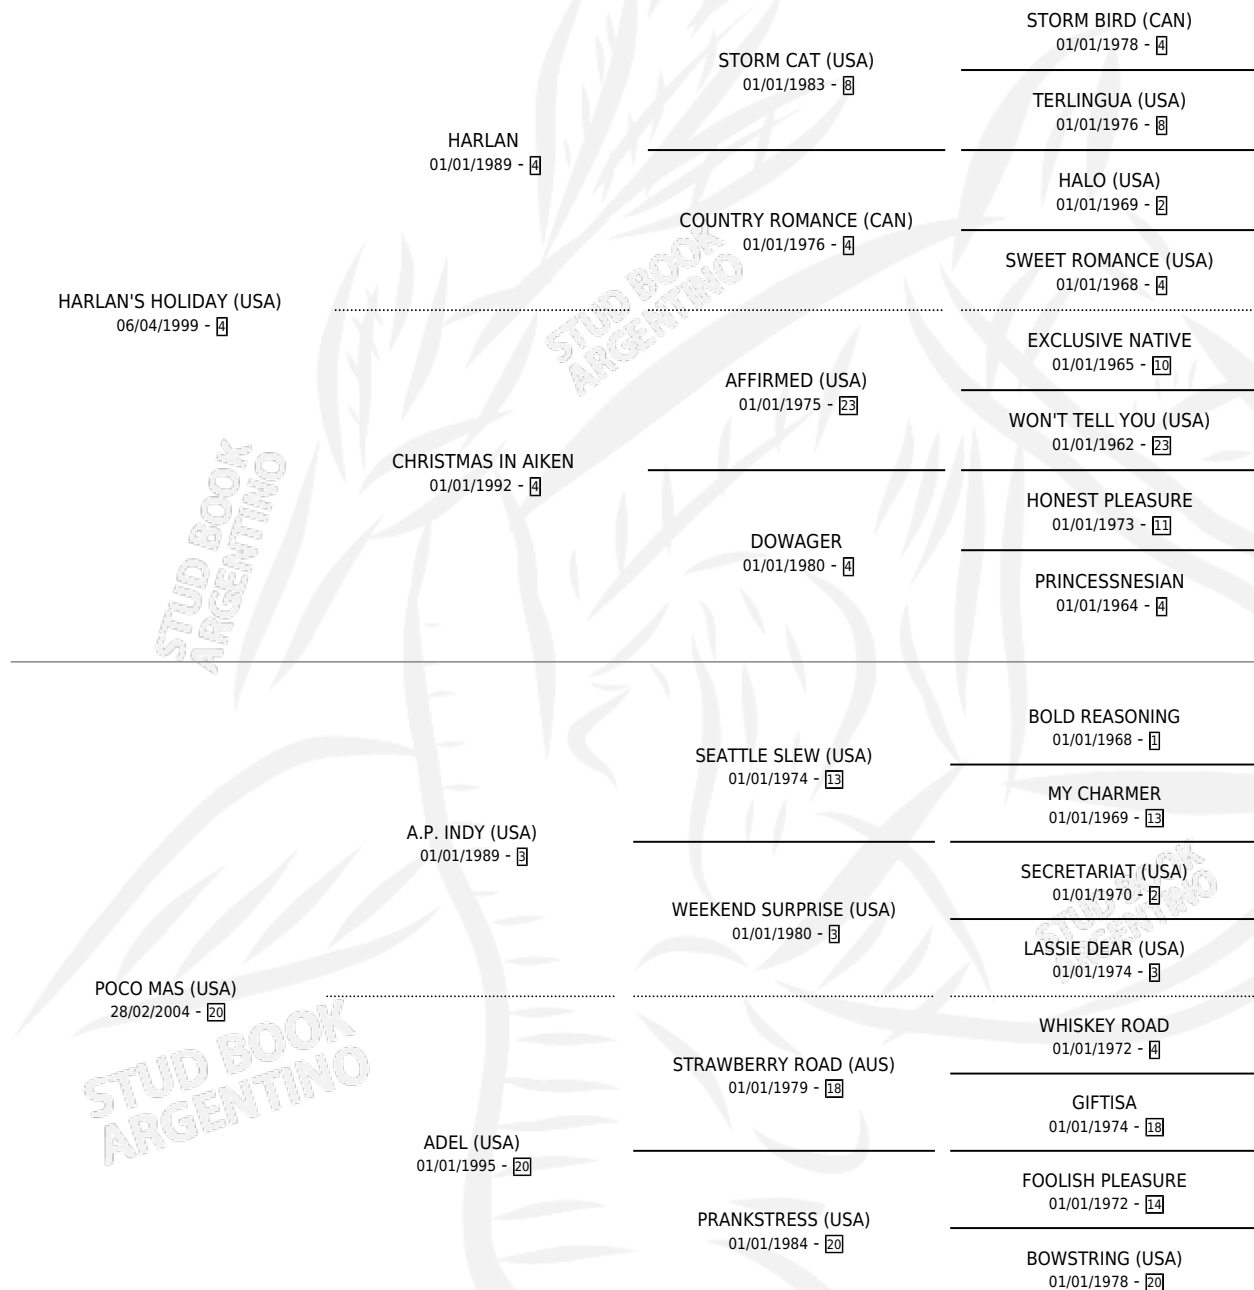 STORM BIRD (CAN)
01/01/1978 - 4
STORM CAT (USA)
01/01/1983 - 8
TERLINGUA (USA)
01/01/1976 - 8
HARLAN
01/01/1989 - 4
HALO (USA)
01/01/1969 - 2
COUNTRY ROMANCE (CAN)
01/01/1976 - 4
SWEET ROMANCE (USA)
01/01/1968 - 4
HARLAN'S HOLIDAY (USA)
06/04/1999 - 4
EXCLUSIVE NATIVE
01/01/1965 - 10
AFFIRMED (USA)
01/01/1975 - 23
WON'T TELL YOU (USA)
01/01/1962 - 23
CHRISTMAS IN AIKEN
01/01/1992 - 4
HONEST PLEASURE
01/01/1973 - 11
DOWAGER
01/01/1980 - 4
PRINCESSNESIAN
01/01/1964 - 4
BOLD REASONING
01/01/1968 - 1
SEATTLE SLEW (USA)
01/01/1974 - 13
MY CHARMER
01/01/1969 - 13
A.P. INDY (USA)
01/01/1989 - 3
SECRETARIAT (USA)
01/01/1970 - 2
WEEKEND SURPRISE (USA)
01/01/1980 - 3
LASSIE DEAR (USA)
01/01/1974 - 3
POCO MAS (USA)
28/02/2004 - 20
WHISKEY ROAD
01/01/1972 - 4
STRAWBERRY ROAD (AUS)
01/01/1979 - 18
GIFTISA
01/01/1974 - 18
ADEL (USA)
01/01/1995 - 20
FOOLISH PLEASURE
01/01/1972 - 14
PRANKSTRESS (USA)
01/01/1984 - 20
BOWSTRING (USA)
01/01/1978 - 20
STUD BOOK
ARGENTINO
STUD BOOK
ARGENTINO
STUD BOOK
ARGENTINO
STUD BOOK
ARGENTINO